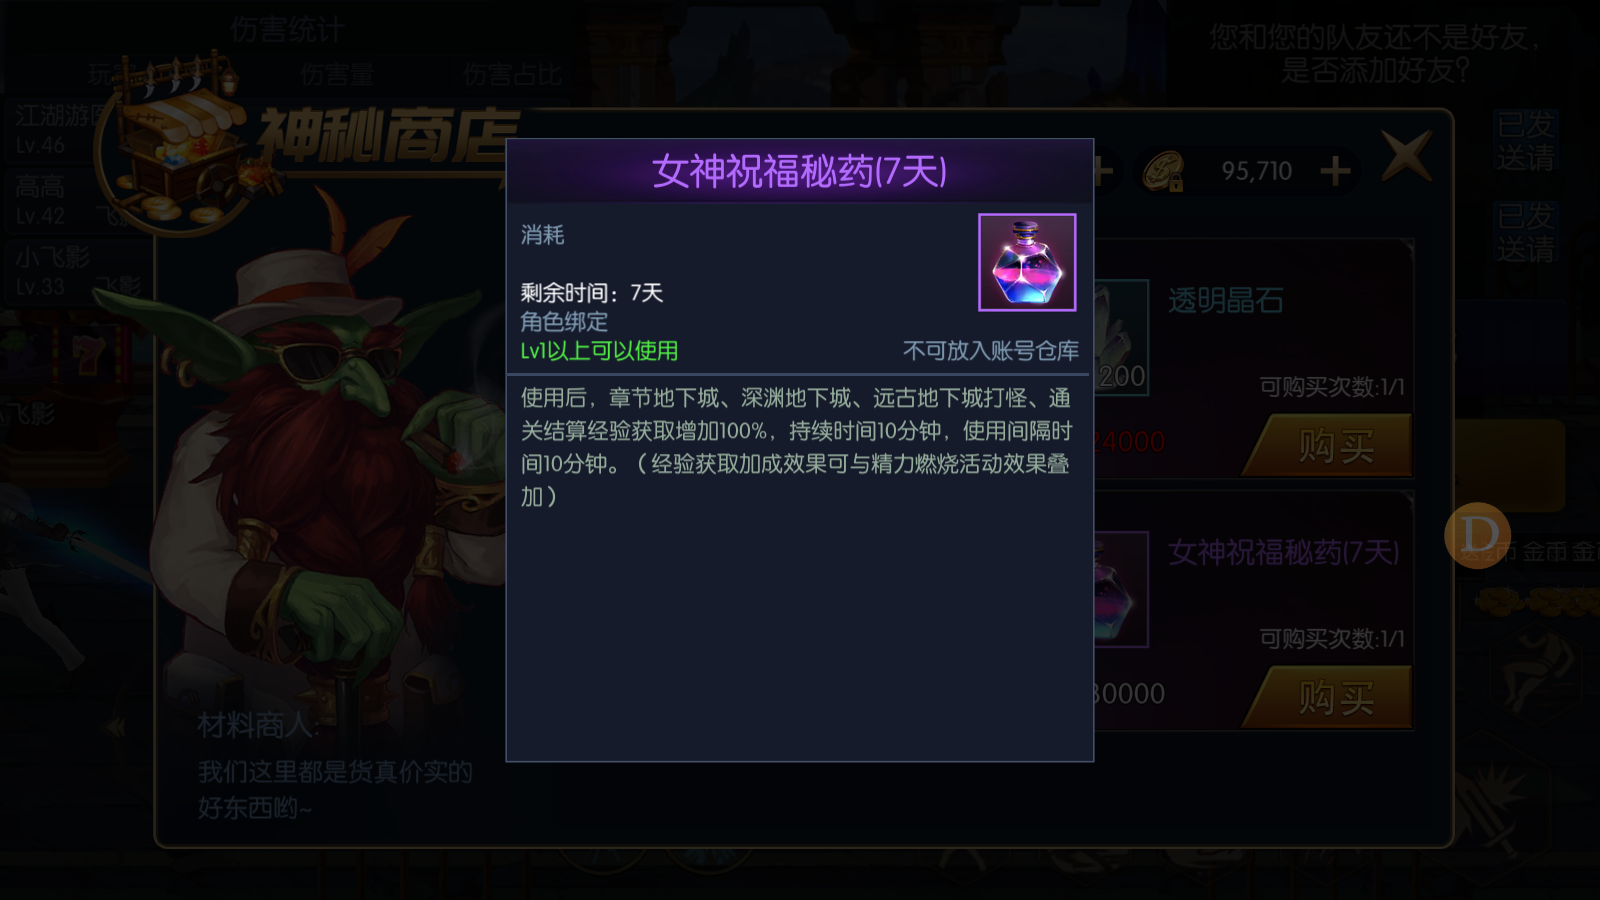 伤害统计
您和您的队友还不是好友，
是否添加好友？
伤害量
伤害占比
江湖游
Lv.46
已发
送请
神秘商店
女神祝福秘药(7天)
95,710
高高
Lv.42
已发
送请
小飞影
Lv.33
飞影
消耗
剩余时间：7天
角色绑定
Lv1以上可以使用
不可放入账号仓库
使用后，章节地下城、深渊地下城、远古地下城打怪、通
关结算经验获取增加100%，持续时间10分钟，使用间隔时
间10分钟。（经验获取加成效果可与精力燃烧活动效果叠
加）
透明晶石
200
可购买次数:1/1
24000
购买
飞影
D
金币
女神祝福秘药(7天)
可购买次数:1/1
30000
购买
材料商人:
我们这里都是货真价实的
好东西哟~